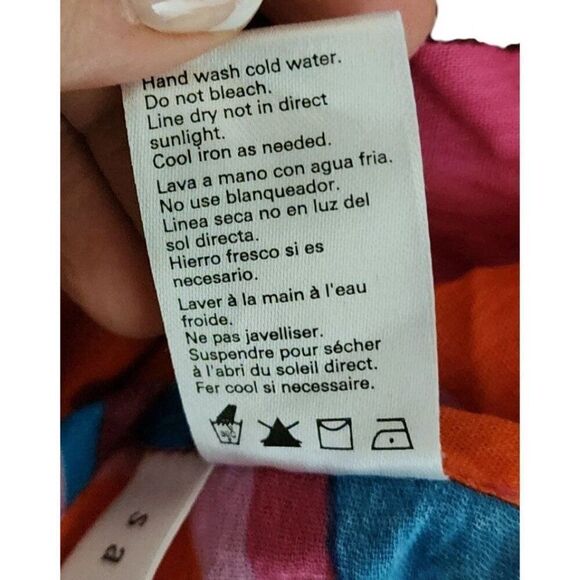 Hand wash cold water.
Do not bleach.
Line dry not in direct
sunlight.
Cool iron as needed.
Lava a mano con agua fria.
No use blanqueador.
Linea seca no en luz del
sol directa.
Hierro fresco si es
necesario.
Laver à la main à l'eau
froide.
Ne pas javelliser.
Suspendre pour sécher
à l'abri du soleil direct.
Fer cool si necessaire.
s a